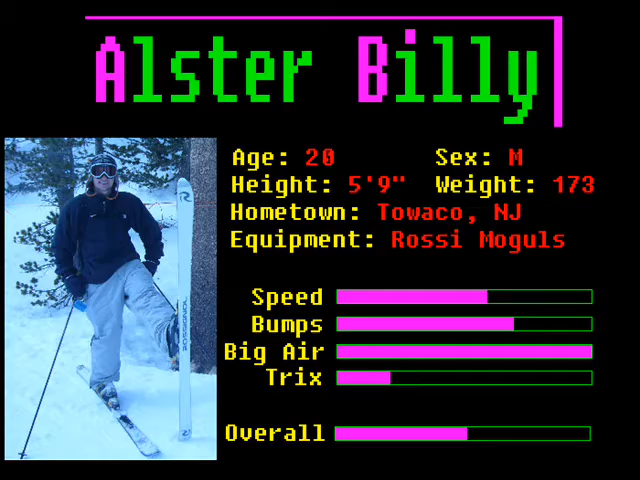 Alster Billy
Age: 20 Sex: M
Height: 5'9" Weight: 173
Hometown: Towaco, NJ
Equipment: Rossi Moguls
ROSSIGNOL
Speed
Bumps
Big Air
Trix
Overall